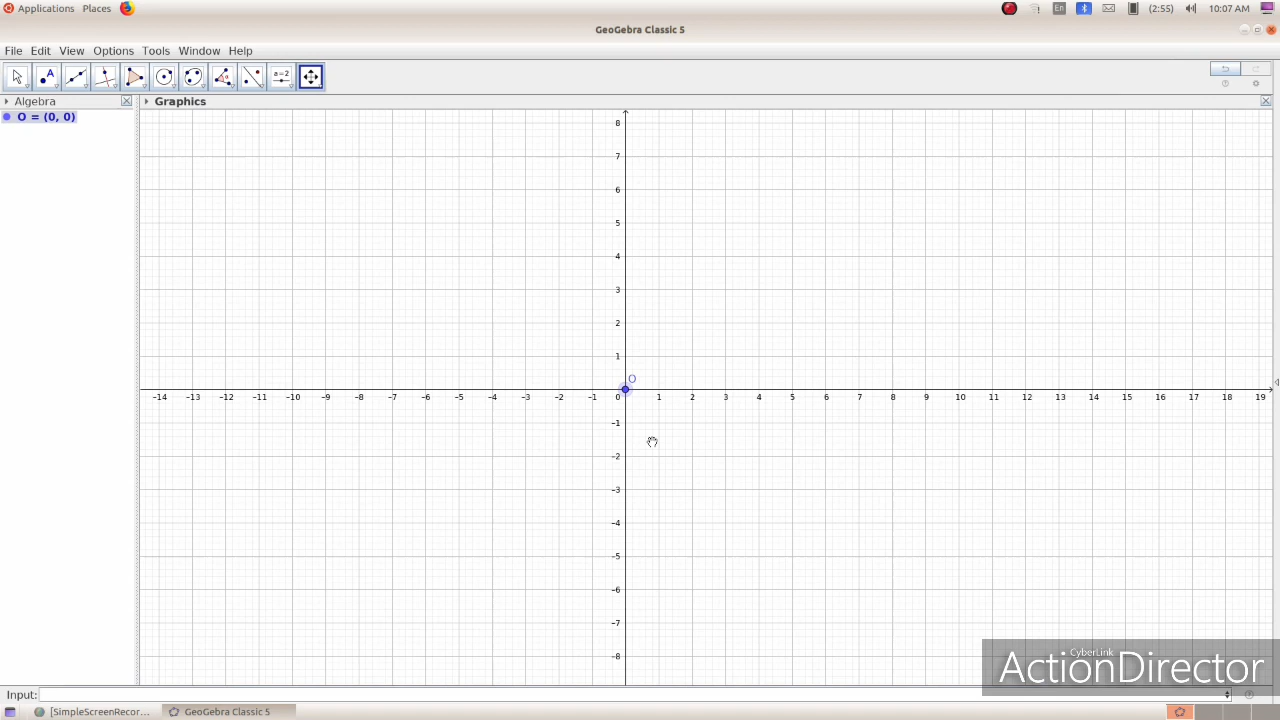 Applications Places En (2:55) 10:07 AM
GeoGebra Classic 5
File Edit View Options Tools Window Help
A α a=2
Algebra Graphics
O = (0, 0)
8
7
6
5
4
3
2
1
O
-14 -13 -12 -11 -10 -9 -8 -7 -6 -5 -4 -3 -2 -1 0 1 2 3 4 5 6 7 8 9 10 11 12 13 14 15 16 17 18 19
-1
-2
-3
-4
-5
-6
-7
-8
CyberLink
ActionDirector
Input:
[SimpleScreenRecor... GeoGebra Classic 5